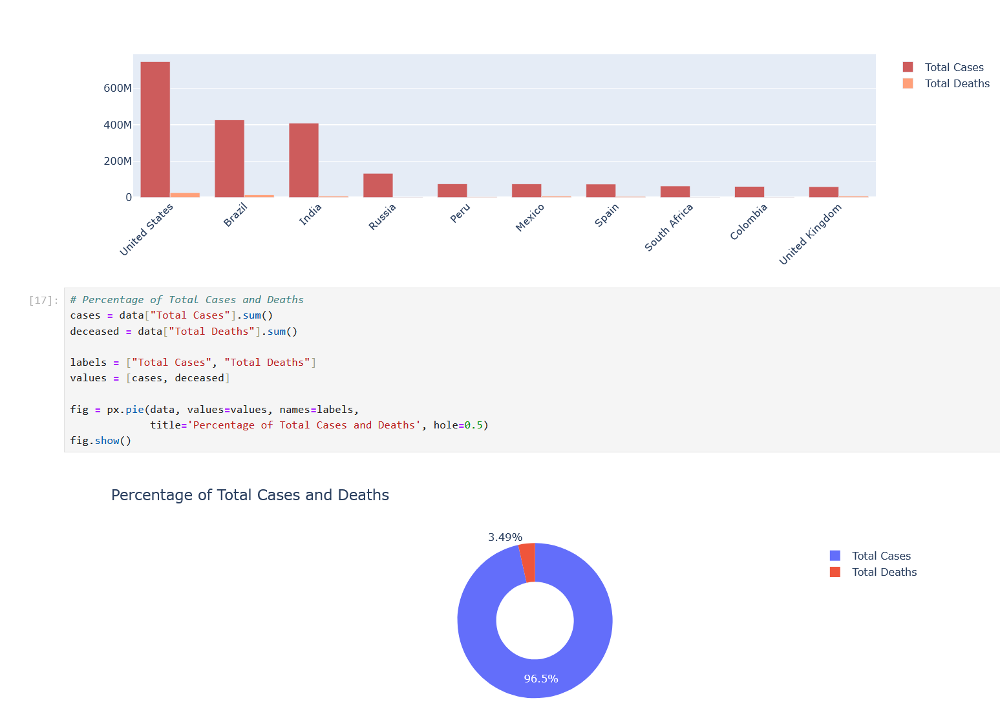 Total Cases
Total Deaths
600M
400M
200M
0
United States
Brazil
India
Russia
Peru
Mexico
Spain
South Africa
Colombia
United Kingdom
[17]:
# Percentage of Total Cases and Deaths
cases = data["Total Cases"].sum()
deceased = data["Total Deaths"].sum()
labels = ["Total Cases", "Total Deaths"]
values = [cases, deceased]
fig = px.pie(data, values=values, names=labels,
title='Percentage of Total Cases and Deaths', hole=0.5)
fig.show()
Percentage of Total Cases and Deaths
3.49%
Total Cases
Total Deaths
96.5%